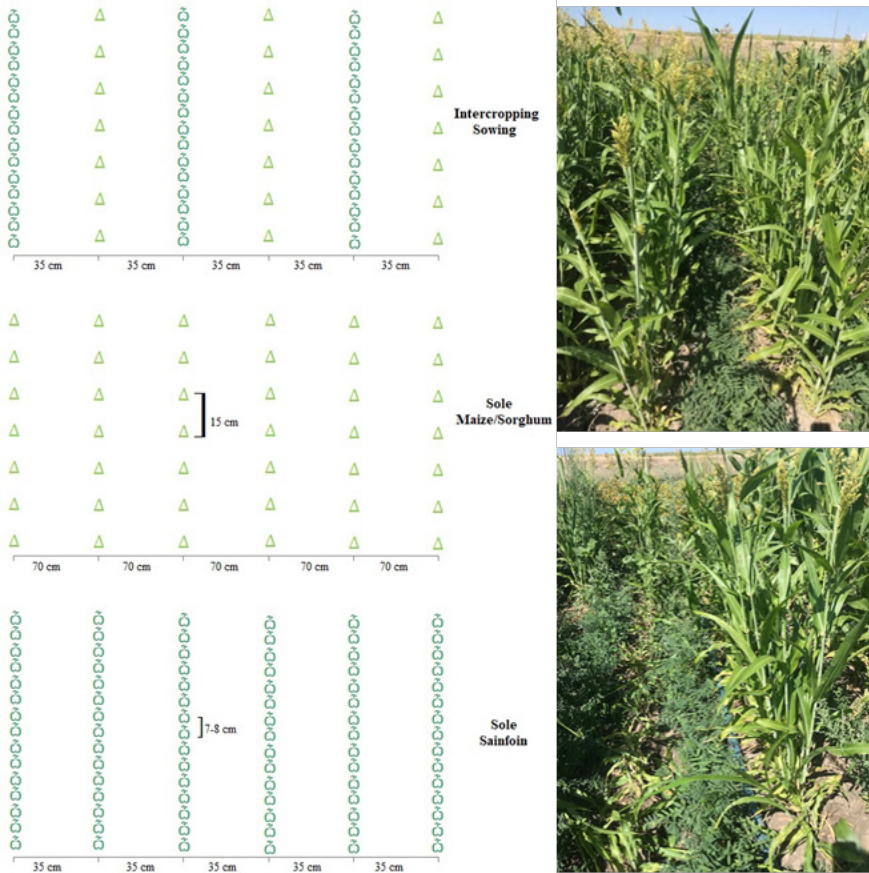 Intercropping
Sowing
35 cm 35 cm 35 cm 35 cm 35 cm
15 cm
Sole
Maize/Sorghum
70 cm 70 cm 70 cm 70 cm 70 cm
7-8 cm
Sole
Sainfoin
35 cm 35 cm 35 cm 35 cm 35 cm